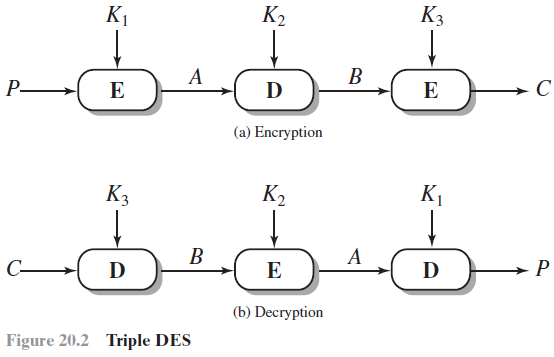 K1 K2 K3
P E A D B E C
(a) Encryption
K3 K2 K1
C D B E A D P
(b) Decryption
Figure 20.2 Triple DES